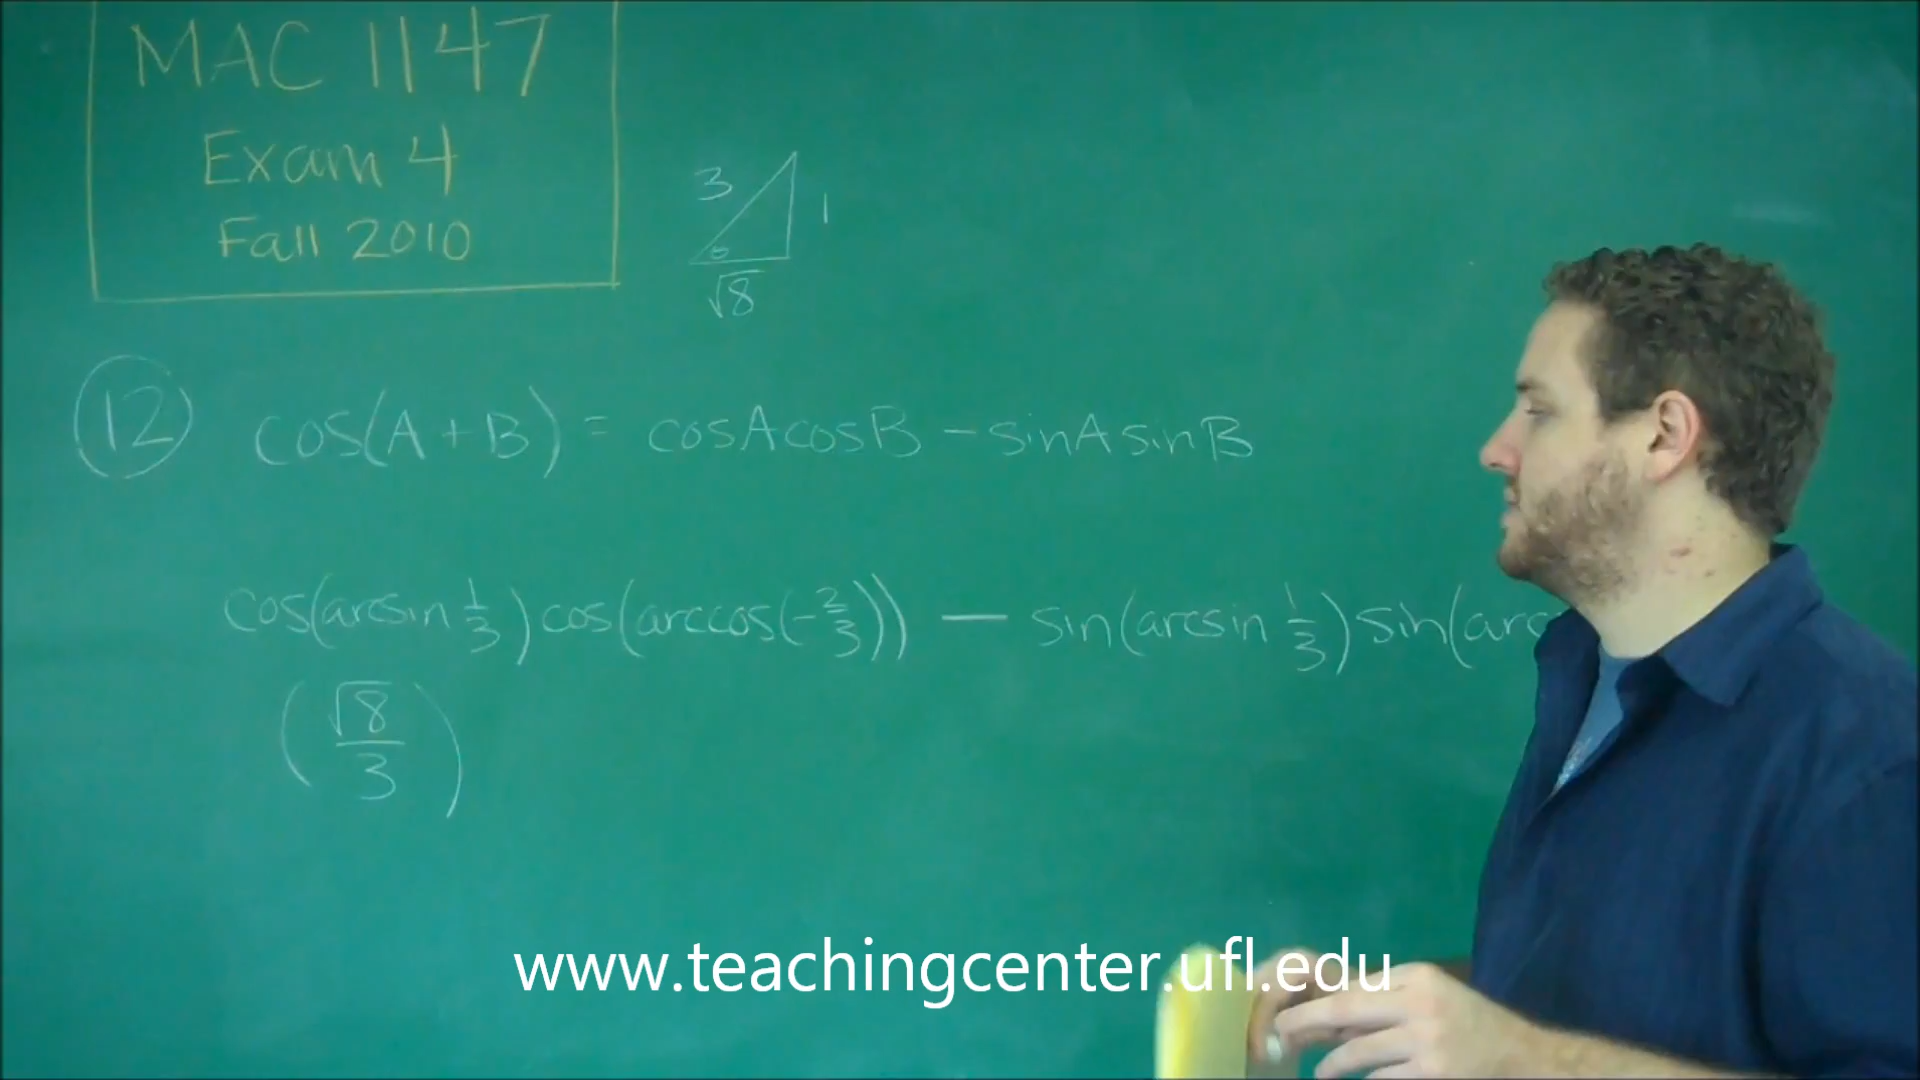 MAC 1147
Exam 4
Fall 2010
3
1
θ
√8
12 cos(A+B) = cosAcosB - sinAsinB
cos(arcsin 1/3)cos(arccos(-2/3)) — sin(arcsin 1/3)sin(arc
(√8/3)
www.teachingcenter.ufl.edu